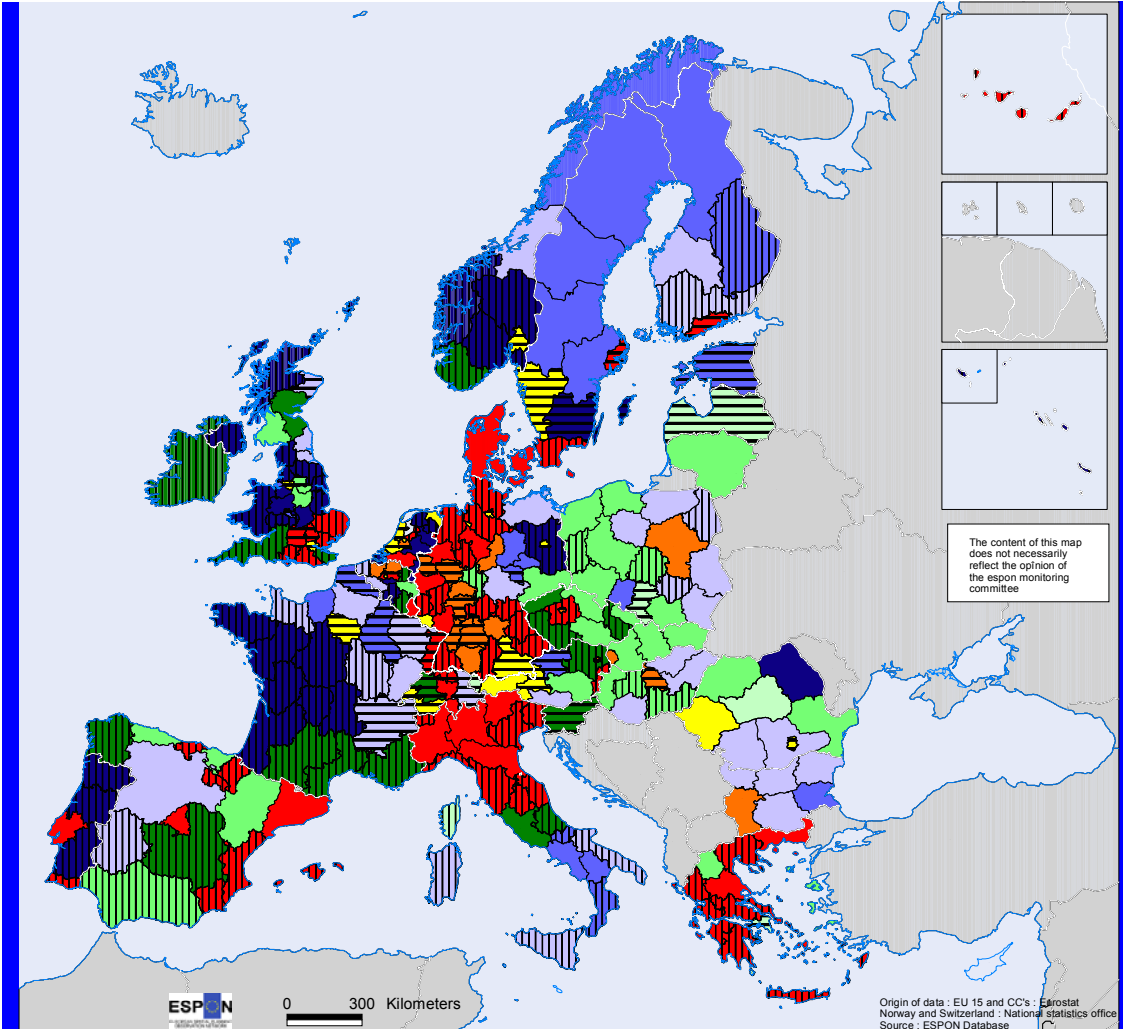 The content of this map
does not necessarily
reflect the opinion of
the espon monitoring
committee
ESPON
0 300 Kilometers
Origin of data : EU 15 and CC's : Eurostat
Norway and Switzerland : National statistics office
Source : ESPON Database